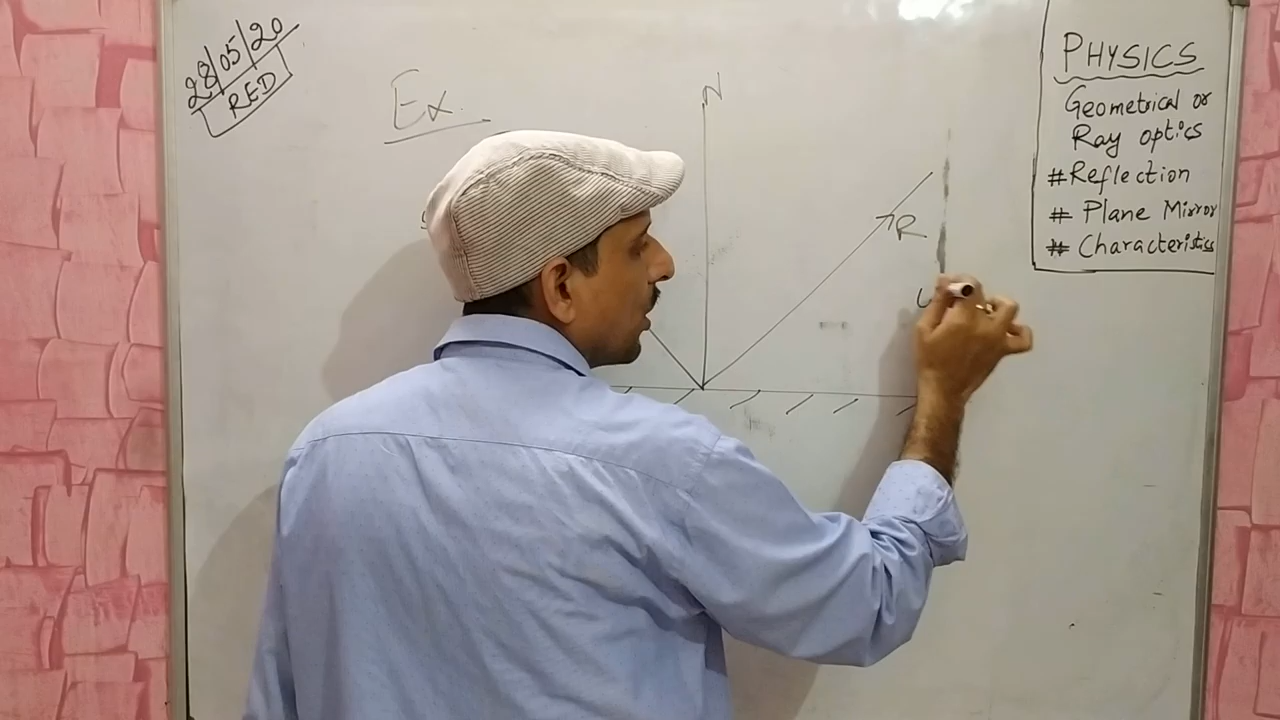 28/05/20
RED
Ex.
N
R
PHYSICS
Geometrical or
Ray optics
# Reflection
# Plane Mirror
# Characteristics